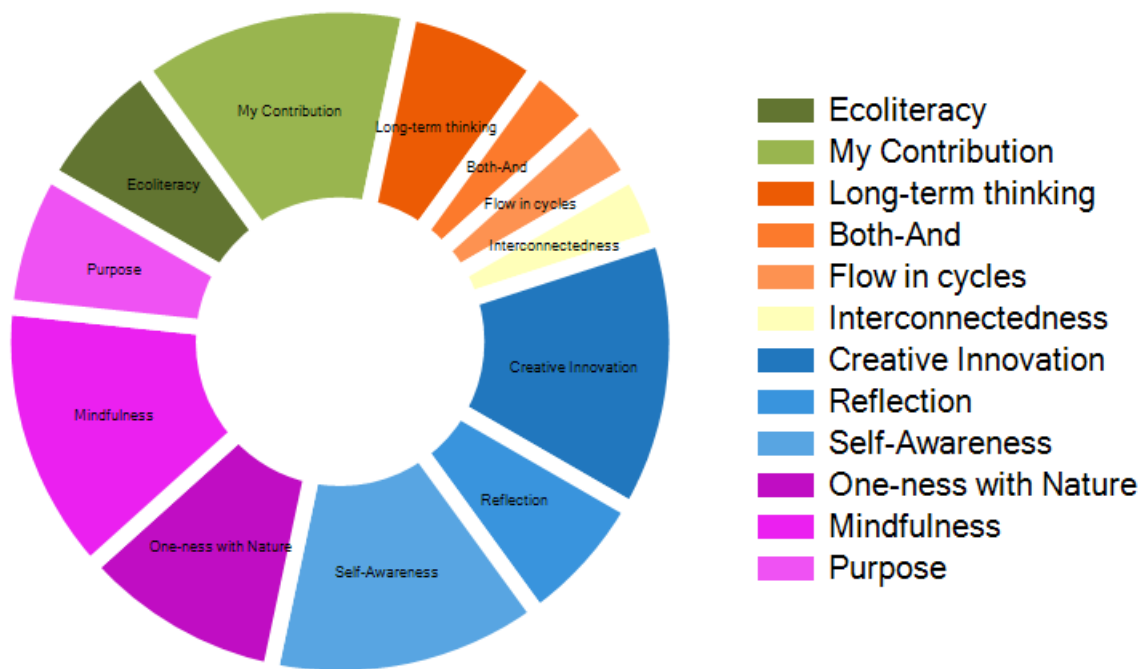 My Contribution
Long-term thinking
Both-And
Flow in cycles
Interconnectedness
Creative Innovation
Reflection
Self-Awareness
One-ness with Nature
Mindfulness
Purpose
Ecoliteracy
Ecoliteracy
My Contribution
Long-term thinking
Both-And
Flow in cycles
Interconnectedness
Creative Innovation
Reflection
Self-Awareness
One-ness with Nature
Mindfulness
Purpose